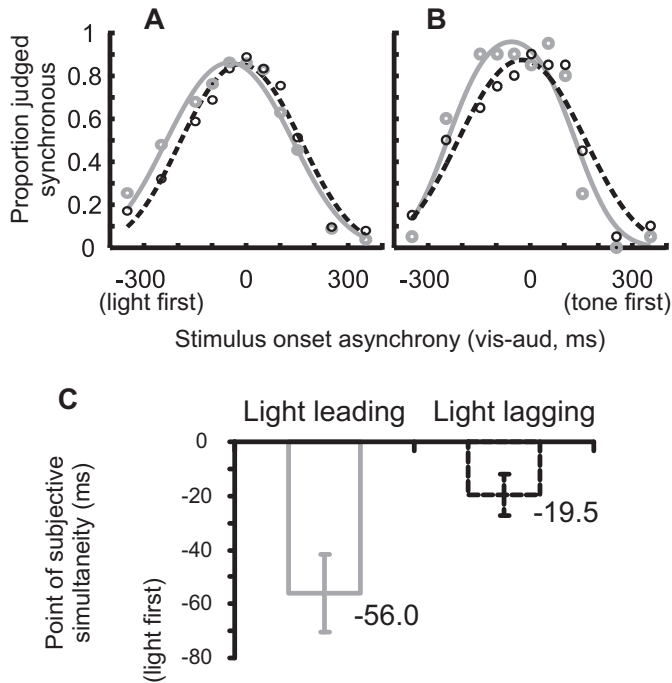 A
B
Proportion judged
synchronous
1
0.8
0.6
0.4
0.2
0
0
-300
0
300
-300
0
300
(light first)
(tone first)
Stimulus onset asynchrony (vis-aud, ms)
C
Light leading
Light lagging
Point of subjective
simultaneity (ms)
(light first)
0
-20
-40
-60
-80
-19.5
-56.0